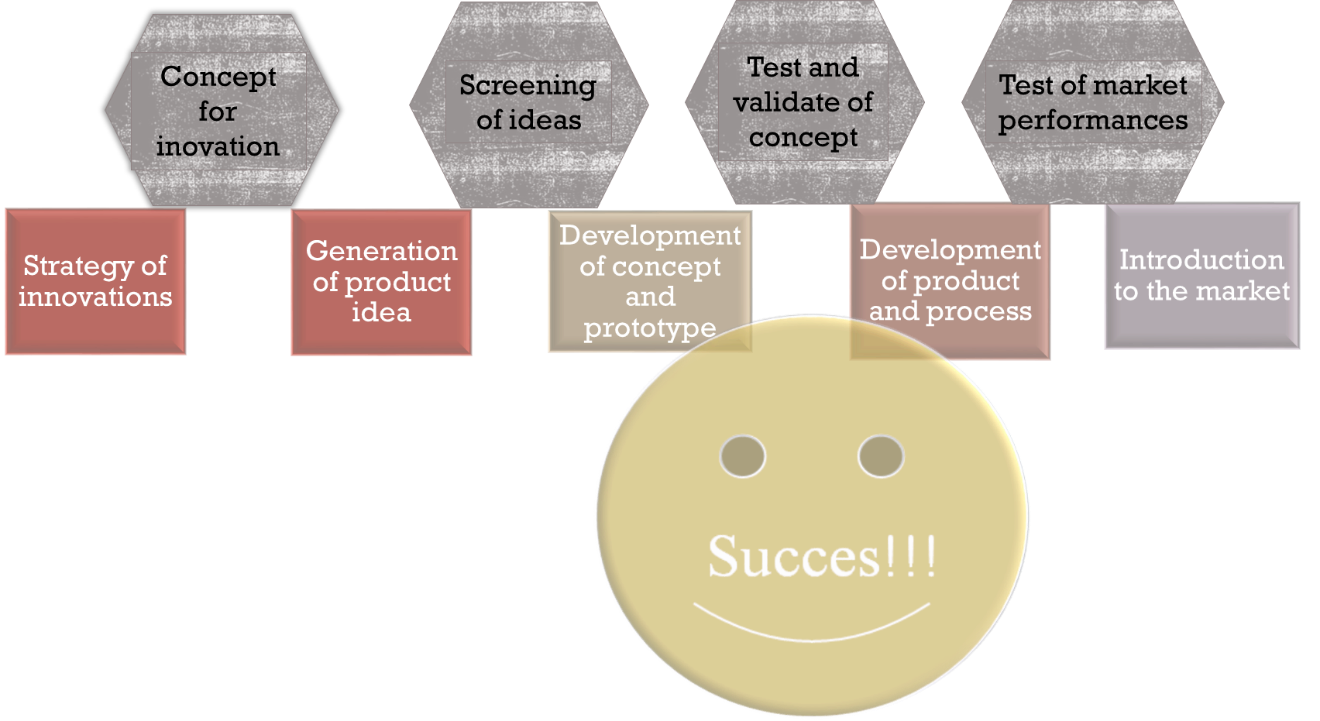 Concept
for
inovation
Screening
of ideas
Test and
validate of
concept
Test of market
performances
Strategy of
innovations
Generation
of product
idea
Development
of concept
and
prototype
Development
of product
and process
Introduction
to the market
Succes!!!